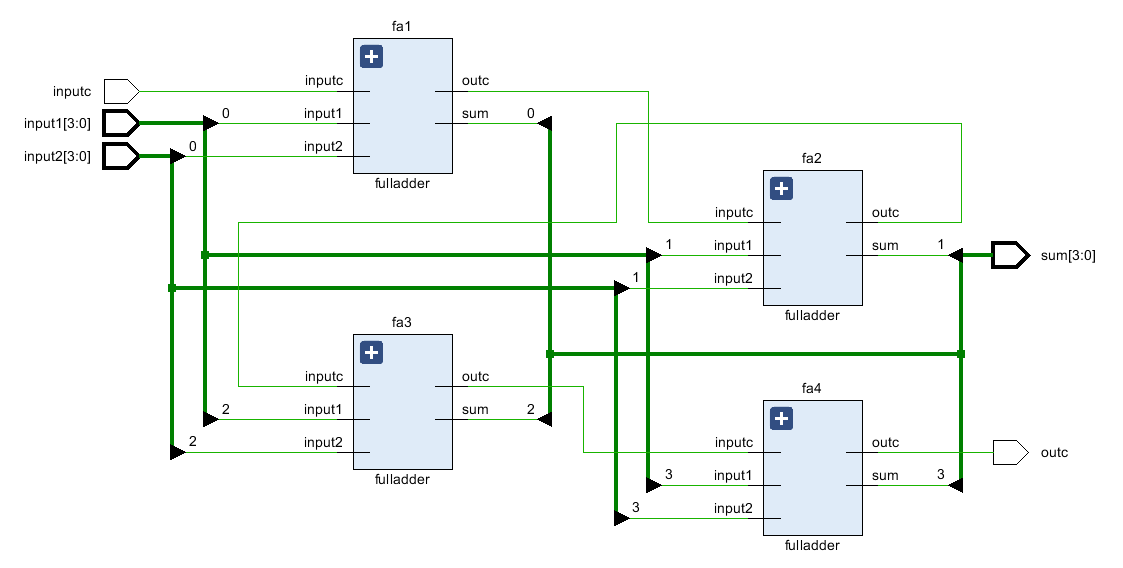 fa1
inputc
inputc
outc
input1[3:0]
0
input1
sum
0
input2[3:0]
0
input2
fulladder
fa2
inputc
outc
1
input1
sum
1
sum[3:0]
1
input2
fulladder
fa3
inputc
outc
2
input1
sum
2
2
input2
fulladder
fa4
inputc
outc
outc
3
input1
sum
3
3
input2
fulladder